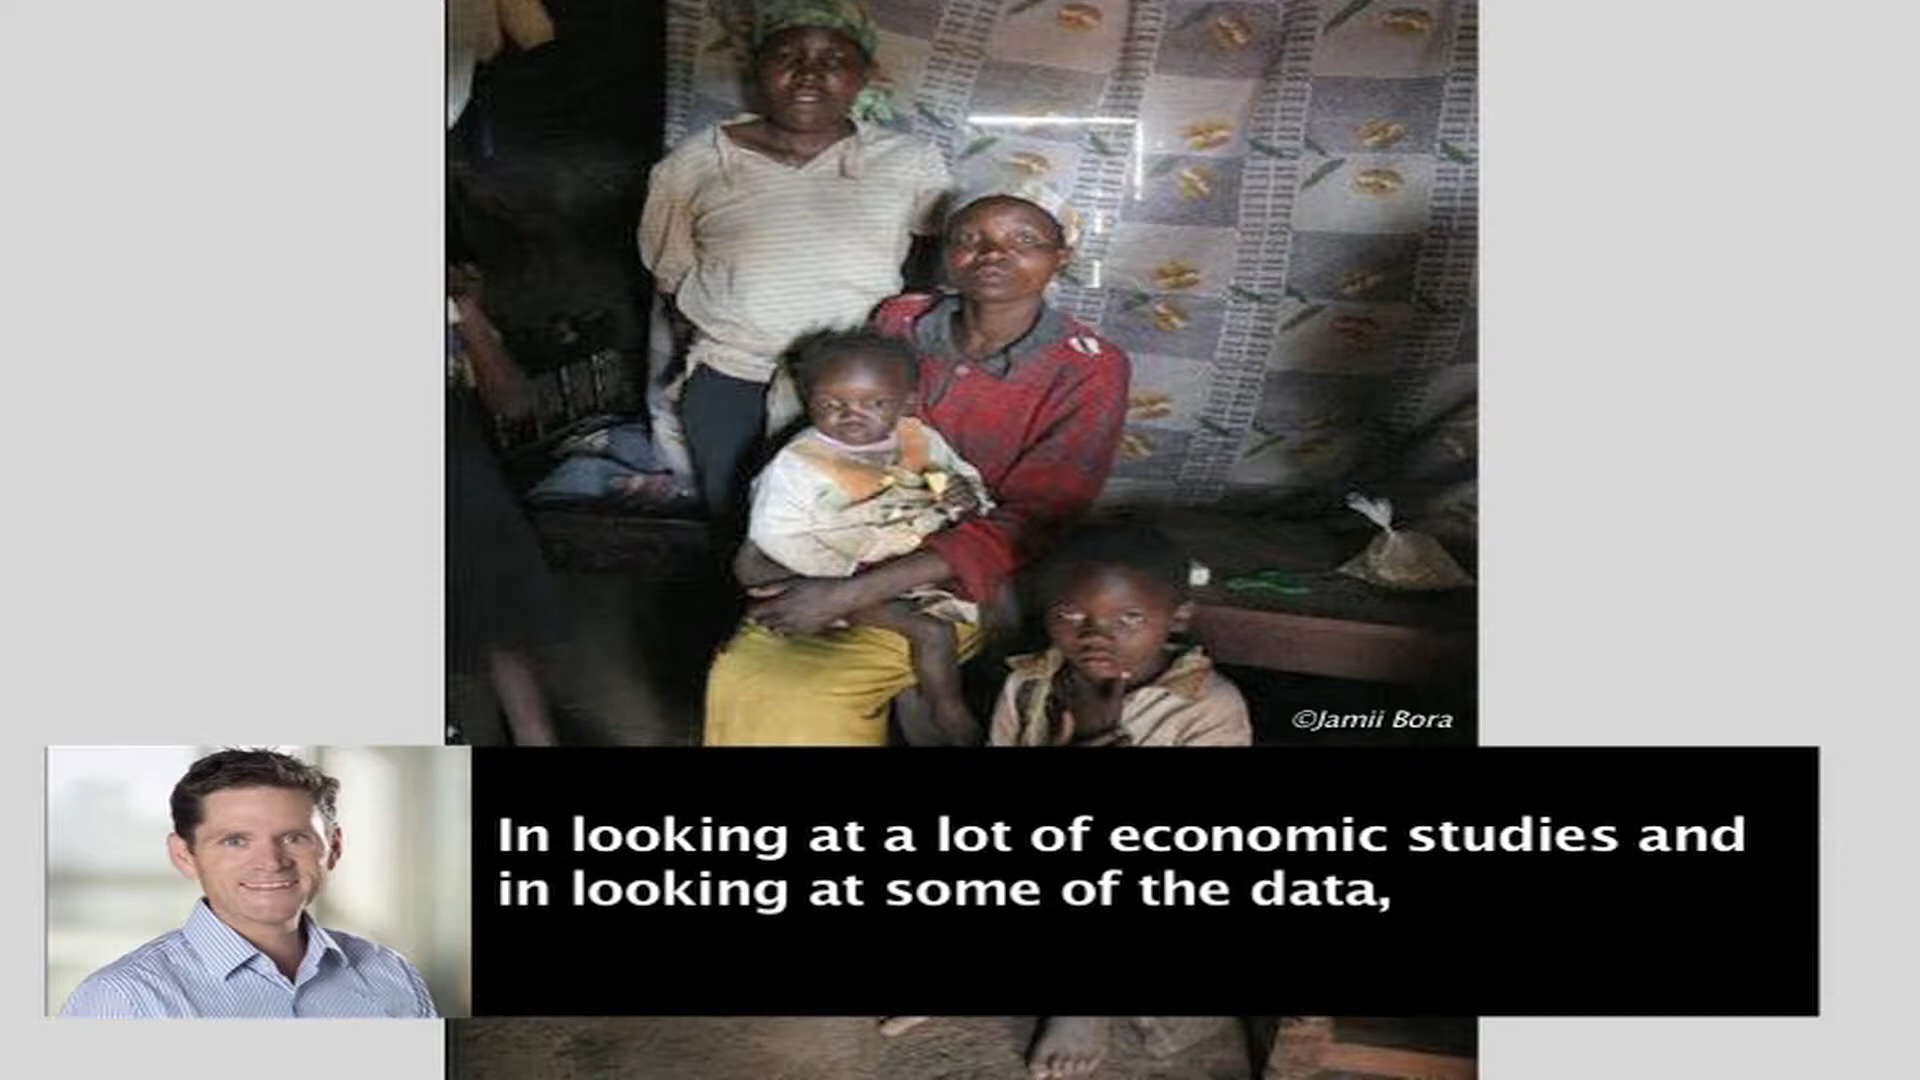 ©Jamii Bora
In looking at a lot of economic studies and
in looking at some of the data,